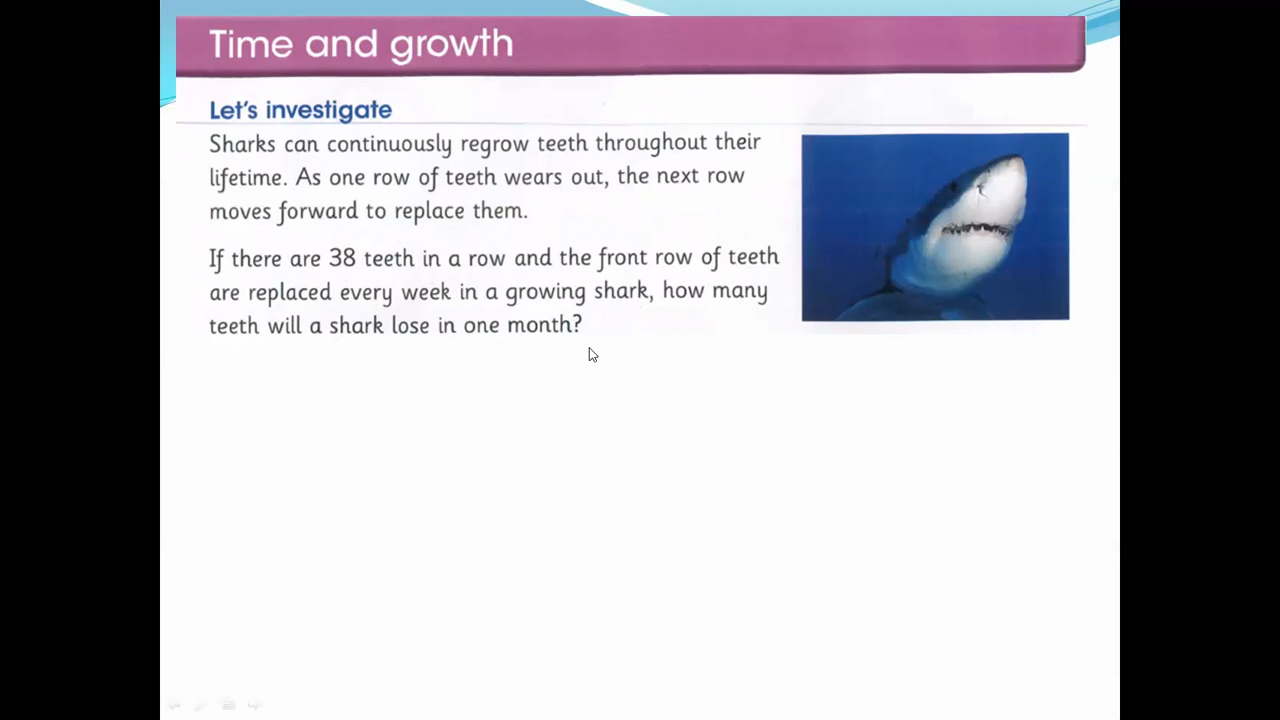 Time and growth
Let's investigate
Sharks can continuously regrow teeth throughout their
lifetime. As one row of teeth wears out, the next row
moves forward to replace them.
If there are 38 teeth in a row and the front row of teeth
are replaced every week in a growing shark, how many
teeth will a shark lose in one month?